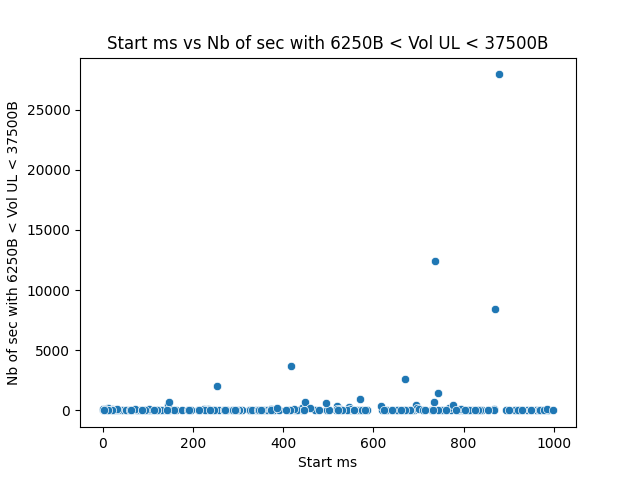 Start ms vs Nb of sec with 6250B < Vol UL < 37500B
Nb of sec with 6250B < Vol UL < 37500B
25000
20000
15000
10000
5000
0
0 200 400 600 800 1000
Start ms